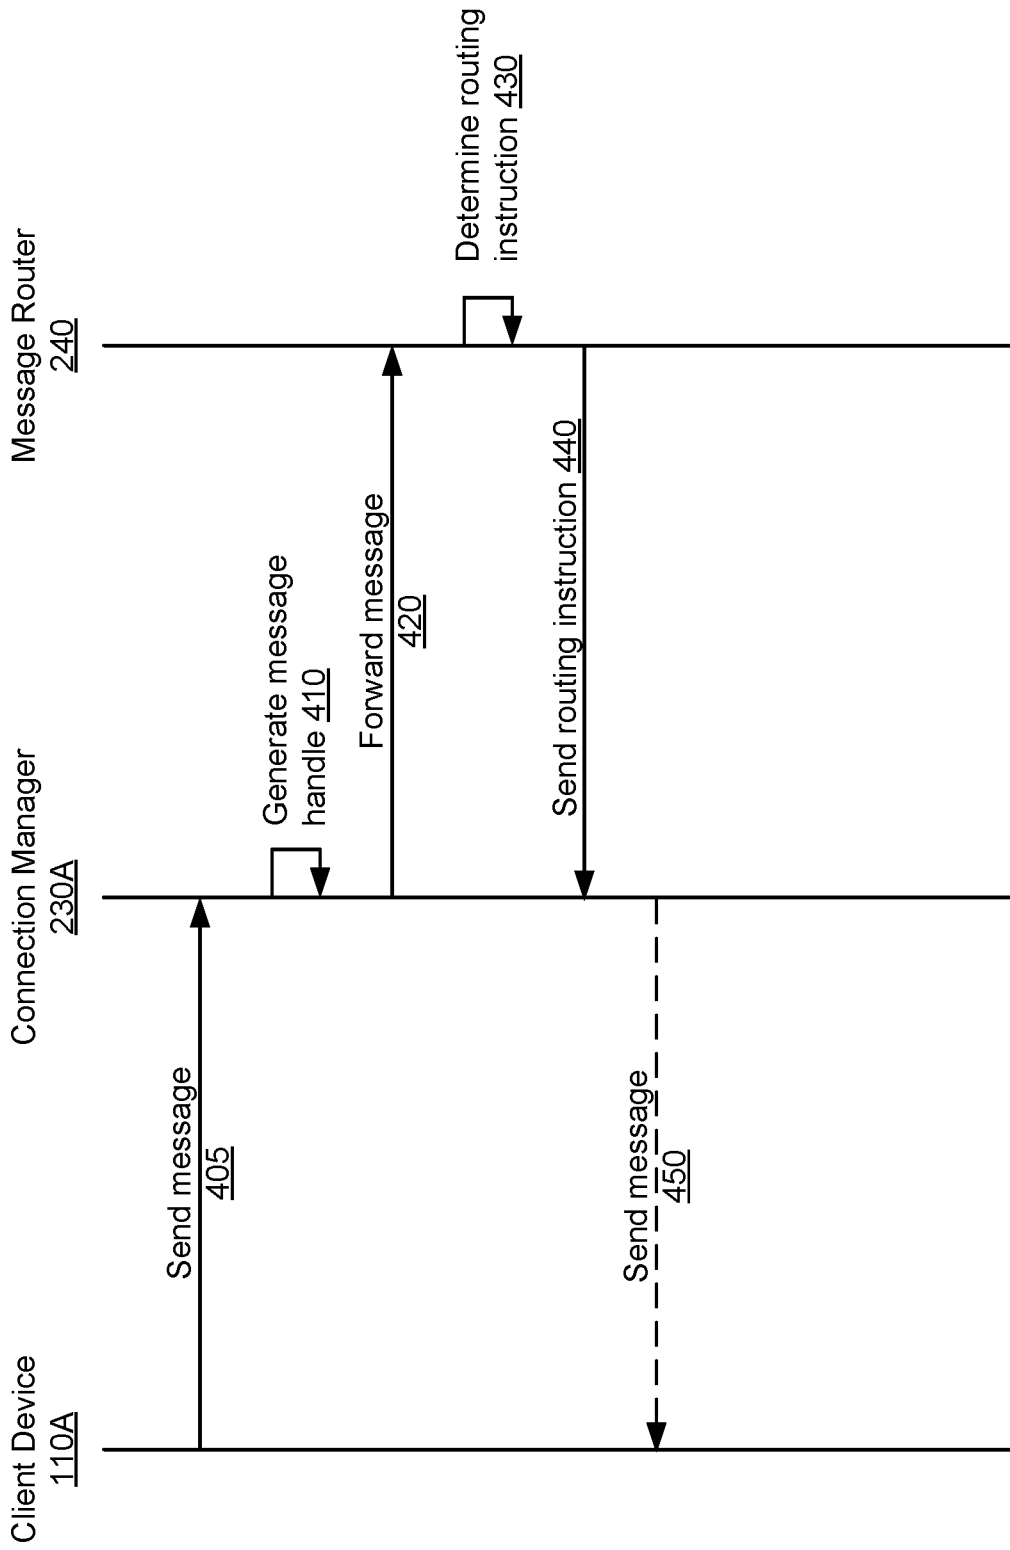 Client Device
110A
Connection Manager
230A
Message Router
240
Send message
405
Generate message
handle 410
Forward message
420
Determine routing
instruction 430
Send routing instruction 440
Send message
450